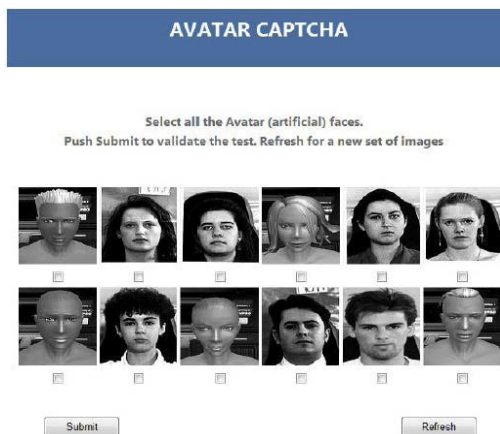 AVATAR CAPTCHA
Select all the Avatar (artificial) faces.
Push Submit to validate the test. Refresh for a new set of images
Submit
Refresh